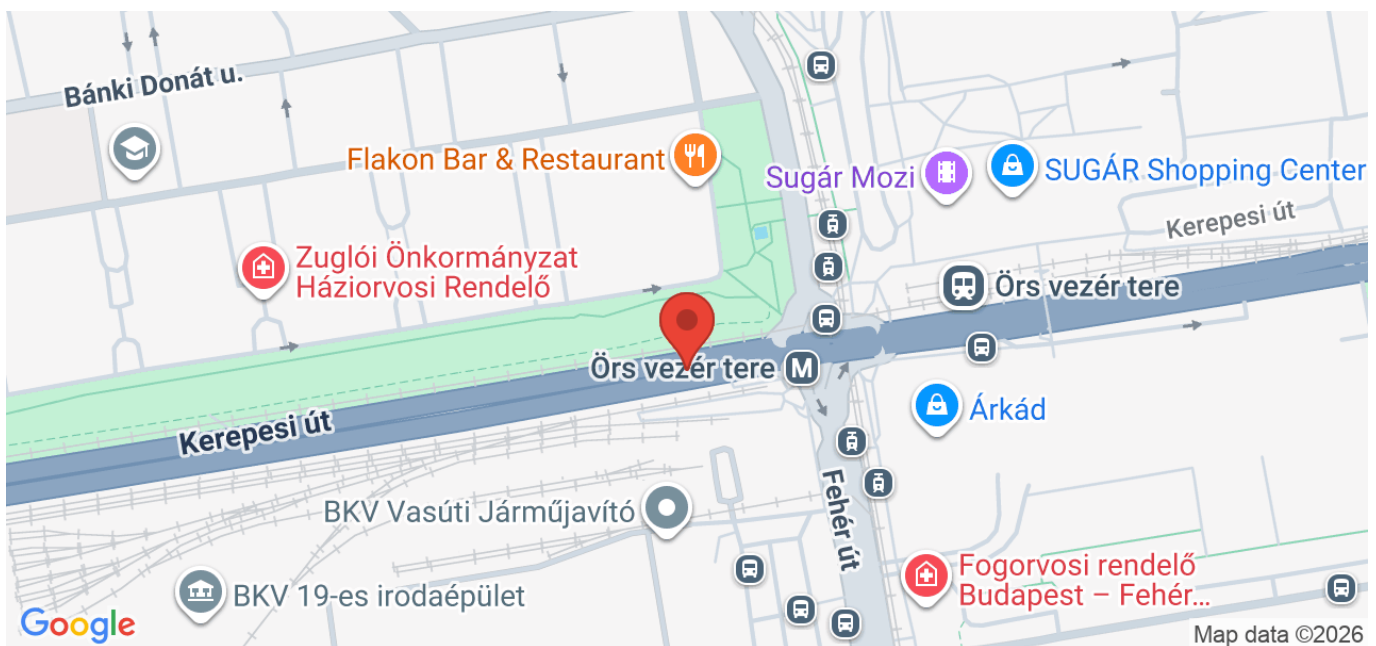 Bánki Donát u.
Flakon Bar & Restaurant
Sugár Mozi
SUGÁR Shopping Center
Kerepesi út
Zuglói Önkormányzat
Háziorvosi Rendelő
Örs vezér tere
Örs vezér tere
M
Árkád
Kerepesi út
Fehér út
BKV Vasúti Járműjavító
Fogorvosi rendelő
Budapest – Fehér...
BKV 19-es irodaépület
Google
Map data ©2026